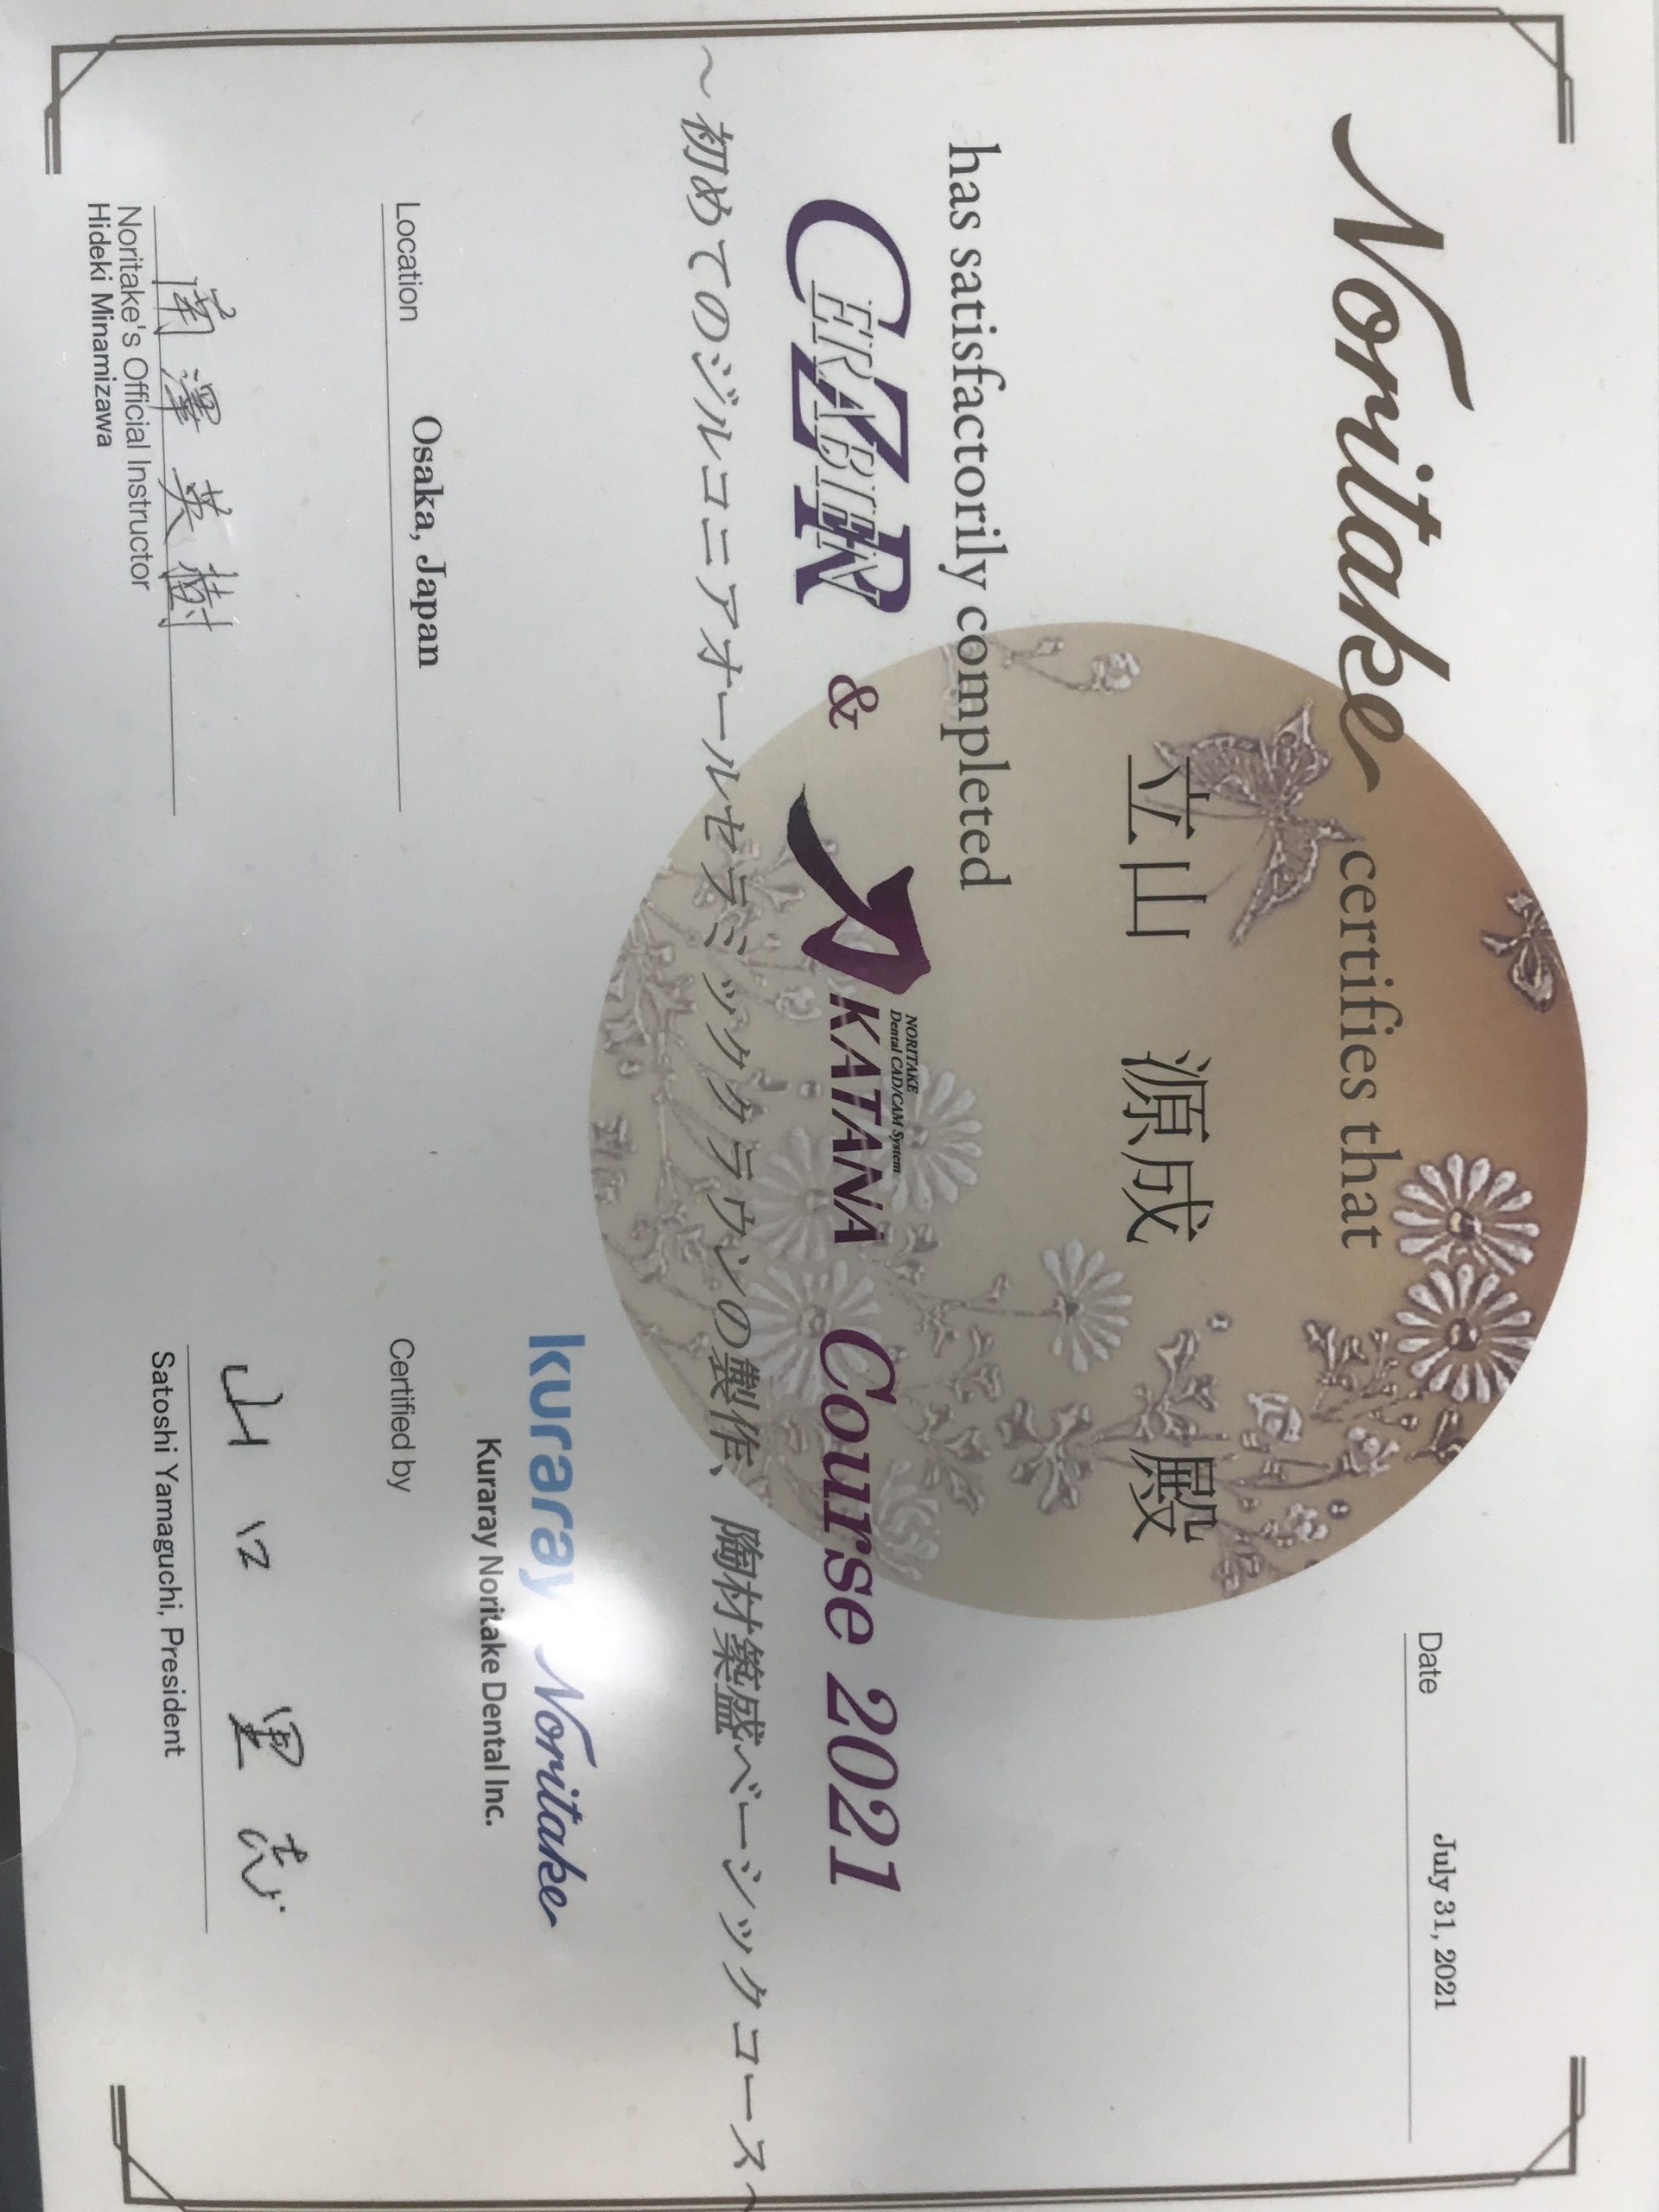 Date July 31, 2021
Noritake certifies that
立山 源成 殿
has satisfactorily completed
CZR CERABIEN & KATANA Course 2021
NORITAKE
Dental CAD/CAM System
～初めてのジルコニアオールセラミッククラウンの製作、陶材築盛ベーシックコース～
kuraray Noritake
Kuraray Noritake Dental Inc.
Location Osaka, Japan
Certified by
南澤英樹
Noritake's Official Instructor
Hideki Minamizawa
山口里志
Satoshi Yamaguchi, President